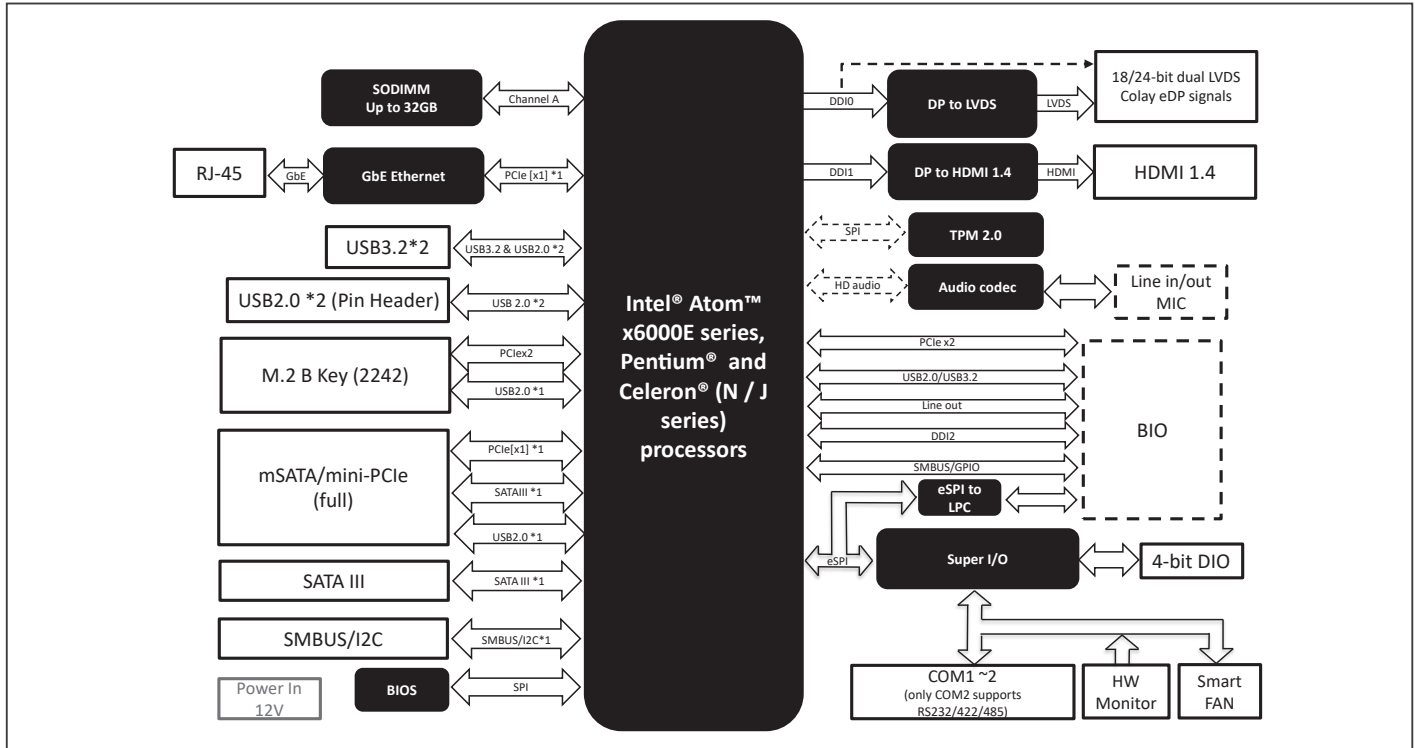 SODIMM
Up to 32GB
Channel A
RJ-45
GbE
GbE Ethernet
PCIe [x1] *1
USB3.2*2
USB3.2 & USB2.0 *2
USB2.0 *2 (Pin Header)
USB 2.0 *2
M.2 B Key (2242)
PCIex2
USB2.0 *1
mSATA/mini-PCIe
(full)
PCIe[x1] *1
SATAIII *1
USB2.0 *1
SATA III
SATA III *1
SMBUS/I2C
SMBUS/I2C*1
Power In
12V
BIOS
SPI
Intel® Atom™
x6000E series,
Pentium® and
Celeron® (N / J
series)
processors
DDI0
DP to LVDS
LVDS
18/24-bit dual LVDS
Colay eDP signals
DDI1
DP to HDMI 1.4
HDMI
HDMI 1.4
SPI
TPM 2.0
HD audio
Audio codec
Line in/out
MIC
PCIe x2
USB2.0/USB3.2
Line out
DDI2
SMBUS/GPIO
BIO
eSPI to
LPC
eSPI
Super I/O
4-bit DIO
COM1 ~2
(only COM2 supports
RS232/422/485)
HW
Monitor
Smart
FAN